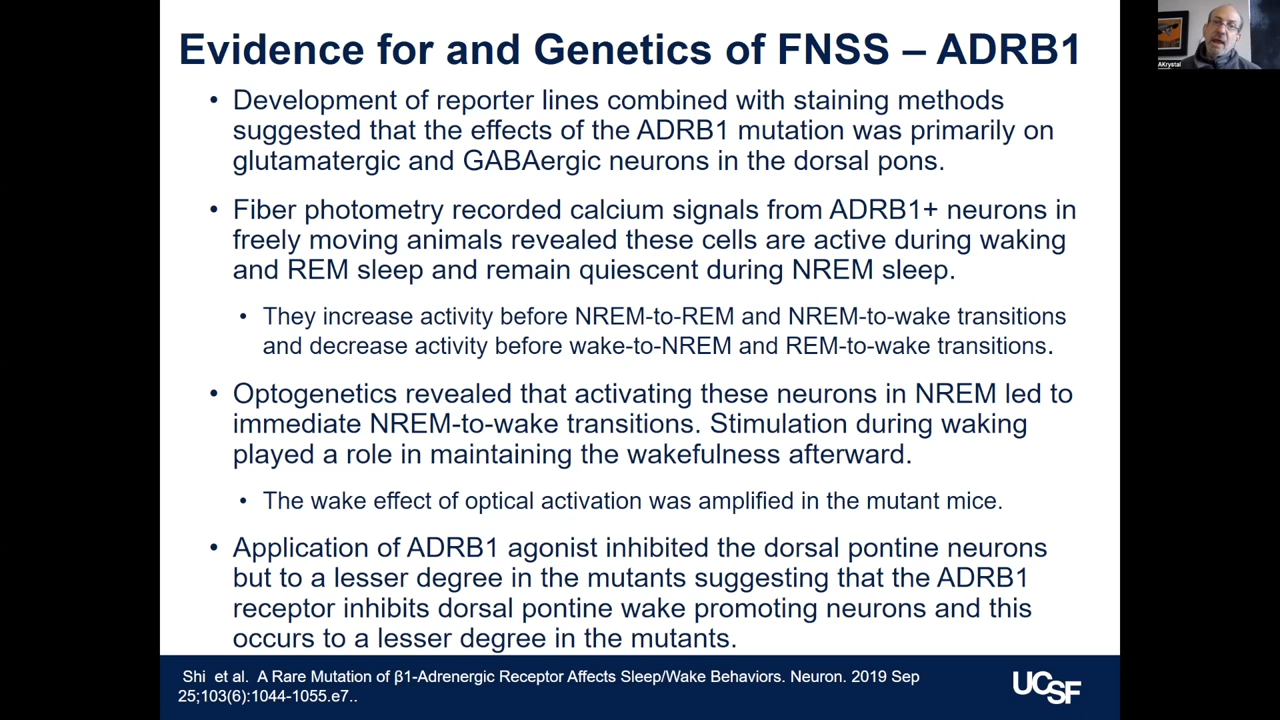 Evidence for and Genetics of FNSS – ADRB1
AKrystal
• Development of reporter lines combined with staining methods
suggested that the effects of the ADRB1 mutation was primarily on
glutamatergic and GABAergic neurons in the dorsal pons.
• Fiber photometry recorded calcium signals from ADRB1+ neurons in
freely moving animals revealed these cells are active during waking
and REM sleep and remain quiescent during NREM sleep.
• They increase activity before NREM-to-REM and NREM-to-wake transitions
and decrease activity before wake-to-NREM and REM-to-wake transitions.
• Optogenetics revealed that activating these neurons in NREM led to
immediate NREM-to-wake transitions. Stimulation during waking
played a role in maintaining the wakefulness afterward.
• The wake effect of optical activation was amplified in the mutant mice.
• Application of ADRB1 agonist inhibited the dorsal pontine neurons
but to a lesser degree in the mutants suggesting that the ADRB1
receptor inhibits dorsal pontine wake promoting neurons and this
occurs to a lesser degree in the mutants.
Shi et al. A Rare Mutation of β1-Adrenergic Receptor Affects Sleep/Wake Behaviors. Neuron. 2019 Sep
25;103(6):1044-1055.e7..
UCSF